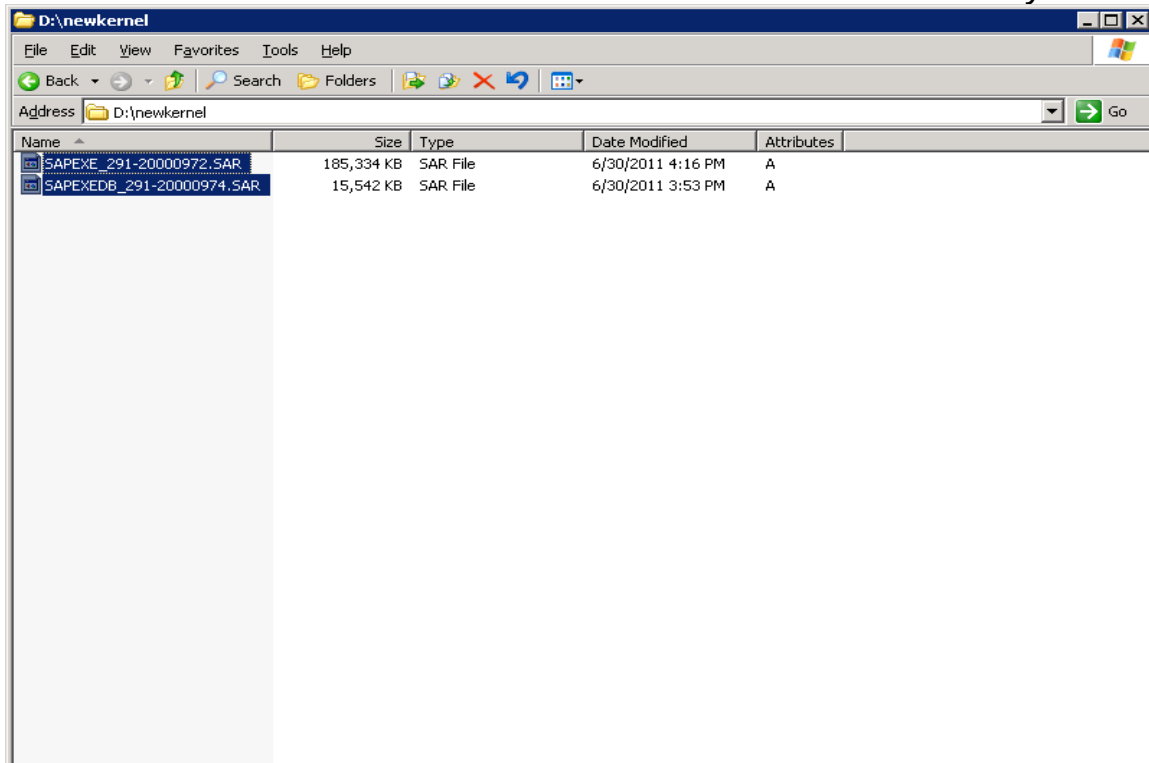 D:\newkernel
File Edit View Favorites Tools Help
Back Search Folders
Address D:\newkernel Go
Name Size Type Date Modified Attributes
SAPEXE_291-20000972.SAR 185,334 KB SAR File 6/30/2011 4:16 PM A
SAPEXEDB_291-20000974.SAR 15,542 KB SAR File 6/30/2011 3:53 PM A